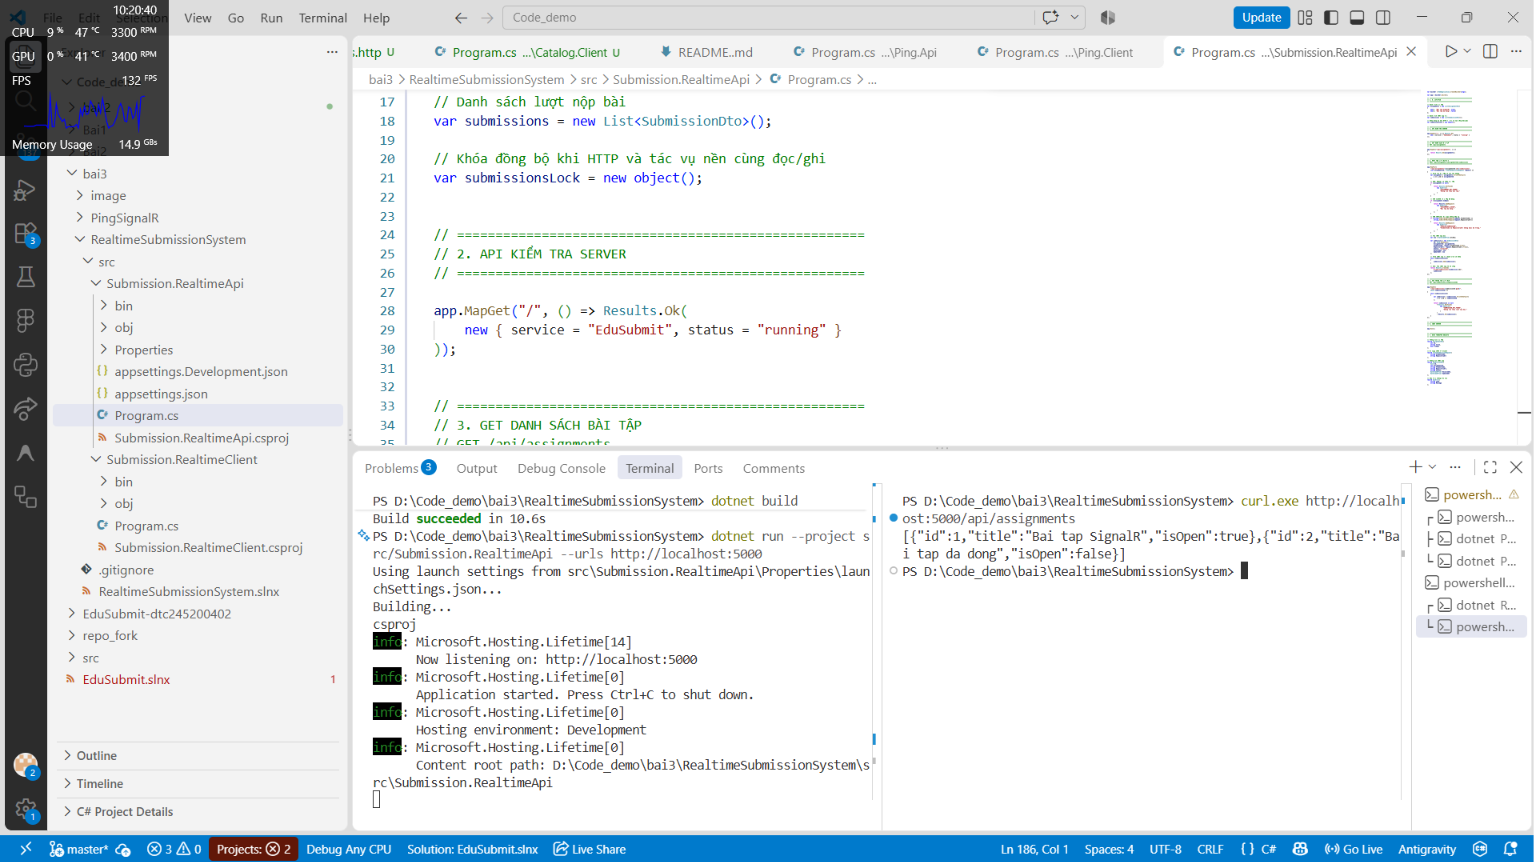 File Edit Selection View Go Run Terminal Help
Code_demo
Update
10:20:40
CPU 9 % 47 °C 3300 RPM
GPU 0 % 41 °C 3400 RPM
FPS 132 FPS
Memory Usage 14.9 GBs
Bai1
bai3
image
PingSignalR
RealtimeSubmissionSystem
src
Submission.RealtimeApi
bin
obj
Properties
appsettings.Development.json
appsettings.json
Program.cs
Submission.RealtimeApi.csproj
Submission.RealtimeClient
bin
obj
Program.cs
Submission.RealtimeClient.csproj
.gitignore
RealtimeSubmissionSystem.slnx
EduSubmit-dtc245200402
repo_fork
src
EduSubmit.slnx 1
Outline
Timeline
C# Project Details
s.http U
Program.cs ...\Catalog.Client U
README.md
Program.cs ...\Ping.Api
Program.cs ...\Ping.Client
Program.cs ...\Submission.RealtimeApi
bai3 > RealtimeSubmissionSystem > src > Submission.RealtimeApi > Program.cs > ...
17 // Danh sách lượt nộp bài
18 var submissions = new List<SubmissionDto>();
19
20 // Khóa đồng bộ khi HTTP và tác vụ nền cùng đọc/ghi
21 var submissionsLock = new object();
22
23
24 // =====================================================
25 // 2. API KIỂM TRA SERVER
26 // =====================================================
27
28 app.MapGet("/", () => Results.Ok(
29 new { service = "EduSubmit", status = "running" }
30 ));
31
32
33 // =====================================================
34 // 3. GET DANH SÁCH BÀI TẬP
35 // GET /api/assignments
Problems 3 Output Debug Console Terminal Ports Comments
PS D:\Code_demo\bai3\RealtimeSubmissionSystem> dotnet build
Build succeeded in 10.6s
PS D:\Code_demo\bai3\RealtimeSubmissionSystem> dotnet run --project s
rc/Submission.RealtimeApi --urls http://localhost:5000
Using launch settings from src\Submission.RealtimeApi\Properties\laun
chSettings.json...
Building...
csproj
info: Microsoft.Hosting.Lifetime[14]
Now listening on: http://localhost:5000
info: Microsoft.Hosting.Lifetime[0]
Application started. Press Ctrl+C to shut down.
info: Microsoft.Hosting.Lifetime[0]
Hosting environment: Development
info: Microsoft.Hosting.Lifetime[0]
Content root path: D:\Code_demo\bai3\RealtimeSubmissionSystem\s
rc\Submission.RealtimeApi
PS D:\Code_demo\bai3\RealtimeSubmissionSystem> curl.exe http://localh
ost:5000/api/assignments
[{"id":1,"title":"Bai tap SignalR","isOpen":true},{"id":2,"title":"Ba
i tap da dong","isOpen":false}]
PS D:\Code_demo\bai3\RealtimeSubmissionSystem>
powersh...
powersh...
dotnet P...
dotnet P...
powershell...
dotnet R...
powersh...
3
2
1
master* 3 0 Projects: 2 Debug Any CPU Solution: EduSubmit.slnx Live Share
Ln 186, Col 1 Spaces: 4 UTF-8 CRLF {} C# Go Live Antigravity